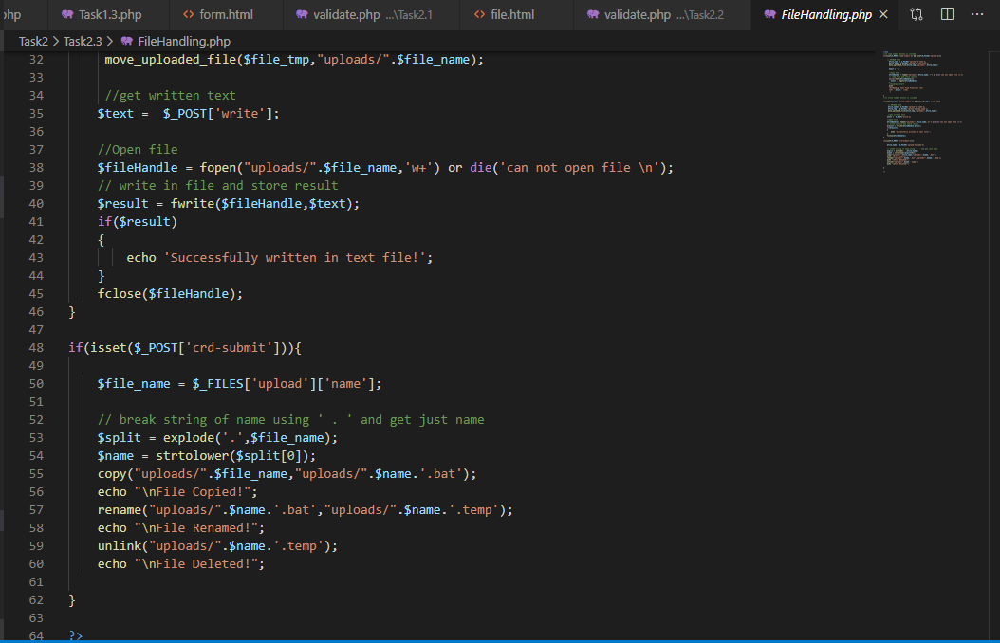 hp
Task1.3.php
<> form.html
validate.php ...\Task2.1
<> file.html
validate.php ...\Task2.2
FileHandling.php
Task2 > Task2.3 > FileHandling.php
32 move_uploaded_file($file_tmp,"uploads/".$file_name);
33
34 //get written text
35 $text =  $_POST['write'];
36
37 //Open file
38 $fileHandle = fopen("uploads/".$file_name,'w+') or die('can not open file \n');
39 // write in file and store result
40 $result = fwrite($fileHandle,$text);
41 if($result)
42 {
43 echo 'Successfully written in text file!';
44 }
45 fclose($fileHandle);
46 }
47
48 if(isset($_POST['crd-submit'])){
49
50 $file_name = $_FILES['upload']['name'];
51
52 // break string of name using ' . ' and get just name
53 $split = explode('.',$file_name);
54 $name = strtolower($split[0]);
55 copy("uploads/".$file_name,"uploads/".$name.'.bat');
56 echo "\nFile Copied!";
57 rename("uploads/".$name.'.bat',"uploads/".$name.'.temp');
58 echo "\nFile Renamed!";
59 unlink("uploads/".$name.'.temp');
60 echo "\nFile Deleted!";
61
62 }
63
64 ?>